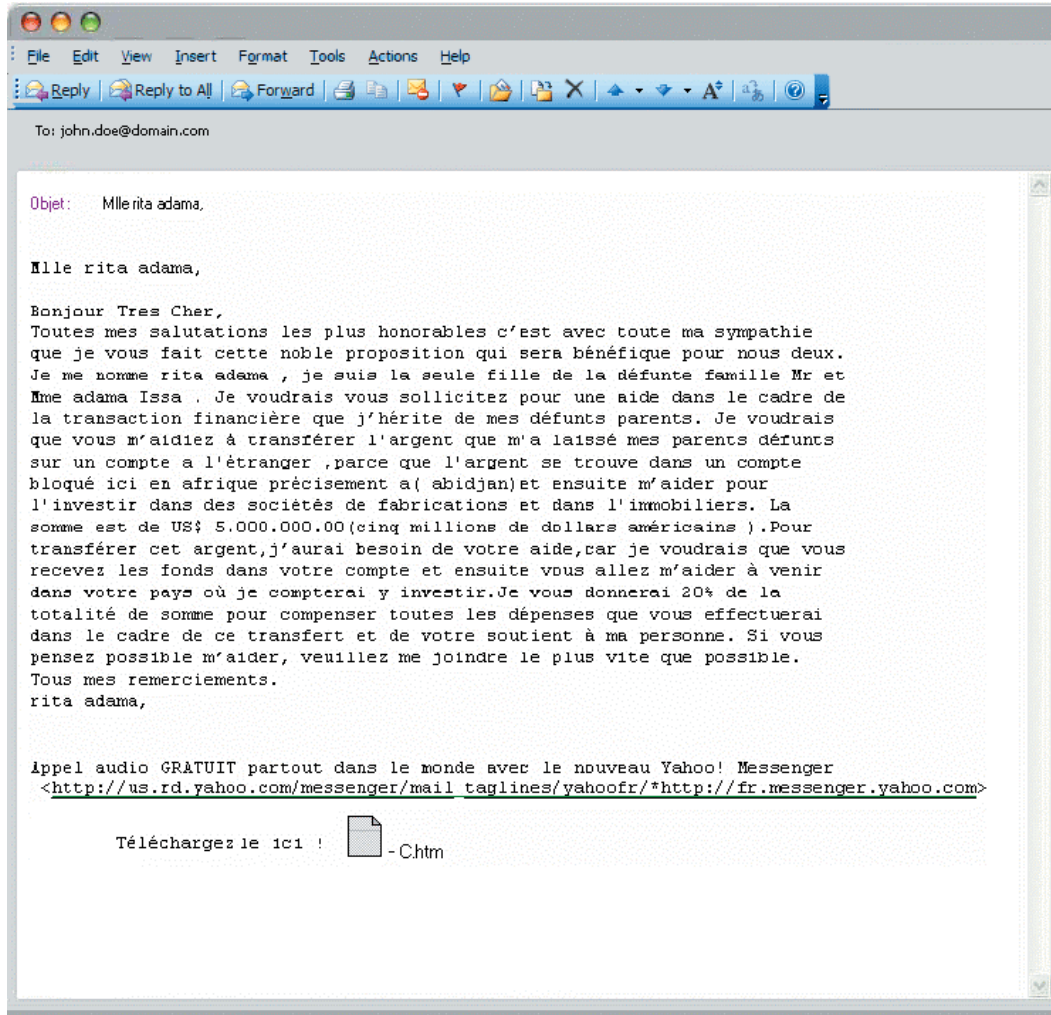 File Edit View Insert Format Tools Actions Help
Reply Reply to All Forward
To: john.doe@domain.com
Objet: Mlle rita adama,
Mlle rita adama,
Bonjour Tres Cher,
Toutes mes salutations les plus honorables c'est avec toute ma sympathie
que je vous fait cette noble proposition qui sera bénéfique pour nous deux.
Je me nomme rita adama , je suis la seule fille de la défunte famille Mr et
Mme adama Issa . Je voudrais vous sollicitez pour une aide dans le cadre de
la transaction financière que j'hérite de mes défunts parents. Je voudrais
que vous m'aidiez à transférer l'argent que m'a laissé mes parents défunts
sur un compte a l'étranger ,parce que l'argent se trouve dans un compte
bloqué ici en afrique précisement a( abidjan)et ensuite m'aider pour
l'investir dans des sociétés de fabrications et dans l'immobiliers. La
somme est de US$ 5.000.000.00(cinq millions de dollars américains ).Pour
transférer cet argent,j'aurai besoin de votre aide,car je voudrais que vous
recevez les fonds dans votre compte et ensuite vous allez m'aider à venir
dans votre pays où je compterai y investir.Je vous donnerai 20% de la
totalité de somme pour compenser toutes les dépenses que vous effectuerai
dans le cadre de ce transfert et de votre soutient à ma personne. Si vous
pensez possible m'aider, veuillez me joindre le plus vite que possible.
Tous mes remerciements.
rita adama,
Appel audio GRATUIT partout dans le monde avec le nouveau Yahoo! Messenger
<http://us.rd.yahoo.com/messenger/mail_taglines/yahoofr/*http://fr.messenger.yahoo.com>
Téléchargez le ici ! - C.htm